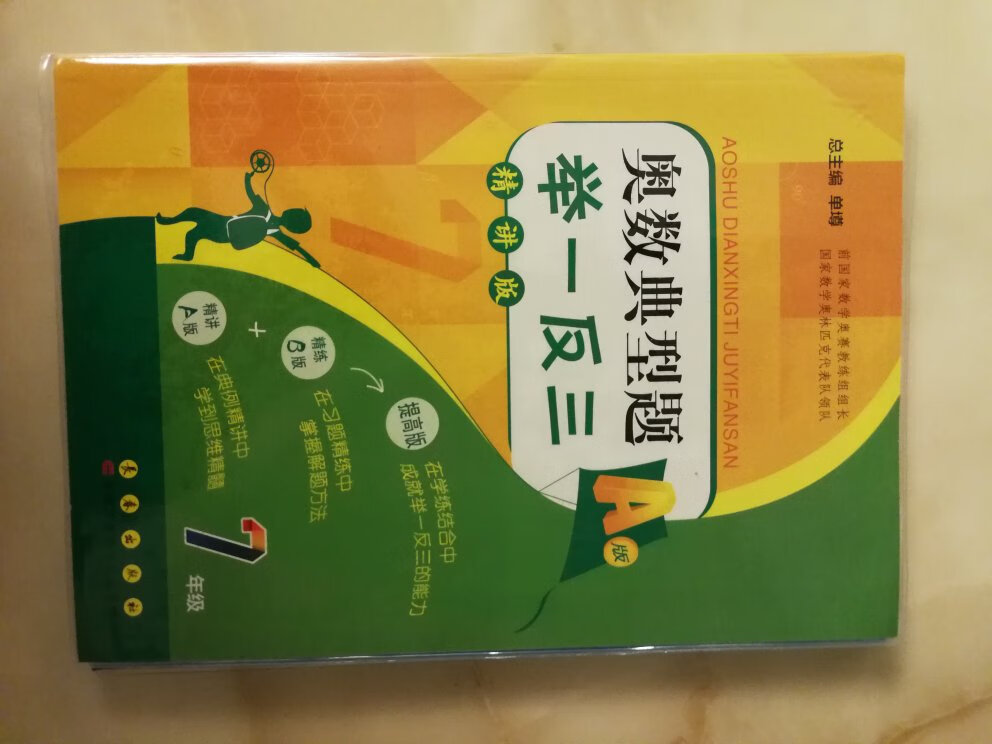 总主编 单墫
前国家数学奥赛教练组组长
国家数学奥林匹克代表队领队
AOSHU DIANXINGTI JUYIFANSAN
奥数典型题
举一反三
A版
精讲版
提高版
在学练结合中
成就举一反三的能力
精练
B版
在习题精练中
掌握解题方法
+
精讲
A版
在典例精讲中
学到思维精髓
7年级
长春出版社